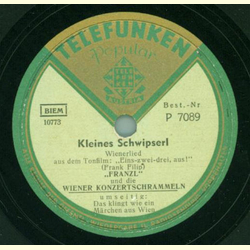 TELEFUNKEN
Popular
TELEFUNKEN
BIEM
10773
Best.-Nr
P 7089
Kleines Schwipserl
Wienerlied
aus dem Tonfilm: „Eins-zwei-drei, aus!"
(Frank Filip)
„FRANZL"
und die
WIENER KONZERTSCHRAMMELN
umseitig:
Das klingt wie ein
Märchen aus Wien